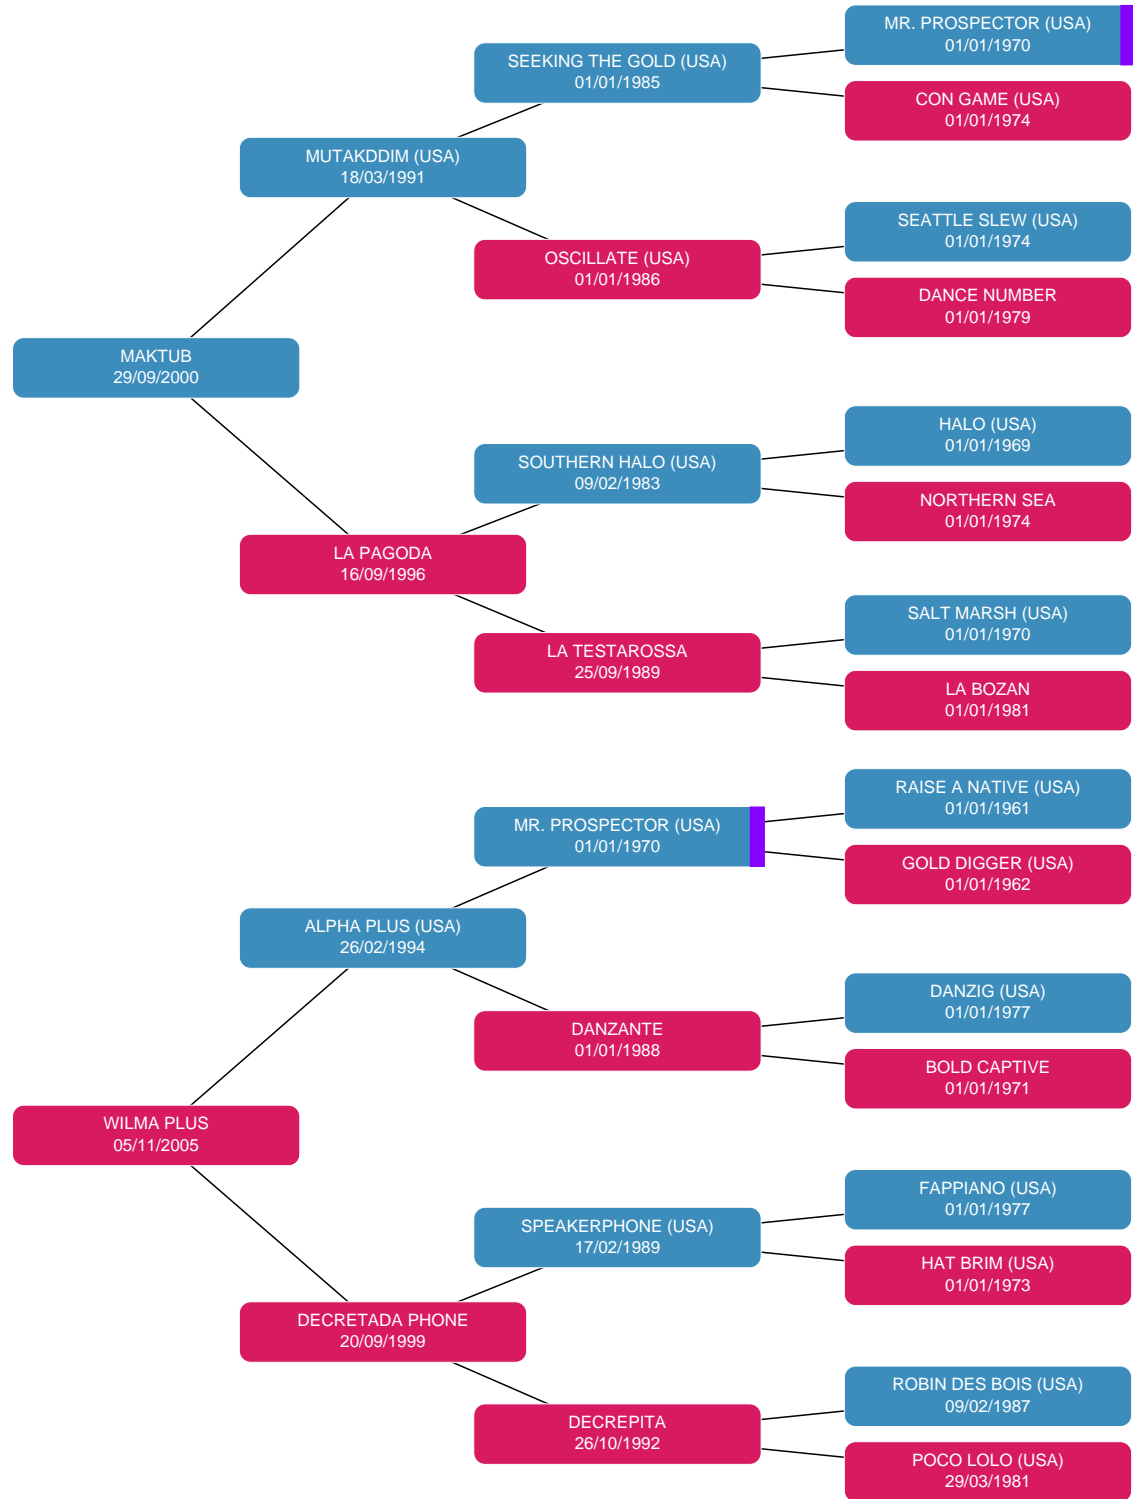 MR. PROSPECTOR (USA)
01/01/1970
SEEKING THE GOLD (USA)
01/01/1985
CON GAME (USA)
01/01/1974
MUTAKDDIM (USA)
18/03/1991
SEATTLE SLEW (USA)
01/01/1974
OSCILLATE (USA)
01/01/1986
DANCE NUMBER
01/01/1979
MAKTUB
29/09/2000
HALO (USA)
01/01/1969
SOUTHERN HALO (USA)
09/02/1983
NORTHERN SEA
01/01/1974
LA PAGODA
16/09/1996
SALT MARSH (USA)
01/01/1970
LA TESTAROSSA
25/09/1989
LA BOZAN
01/01/1981
RAISE A NATIVE (USA)
01/01/1961
MR. PROSPECTOR (USA)
01/01/1970
GOLD DIGGER (USA)
01/01/1962
ALPHA PLUS (USA)
26/02/1994
DANZIG (USA)
01/01/1977
DANZANTE
01/01/1988
BOLD CAPTIVE
01/01/1971
WILMA PLUS
05/11/2005
FAPPIANO (USA)
01/01/1977
SPEAKERPHONE (USA)
17/02/1989
HAT BRIM (USA)
01/01/1973
DECRETADA PHONE
20/09/1999
ROBIN DES BOIS (USA)
09/02/1987
DECREPITA
26/10/1992
POCO LOLO (USA)
29/03/1981